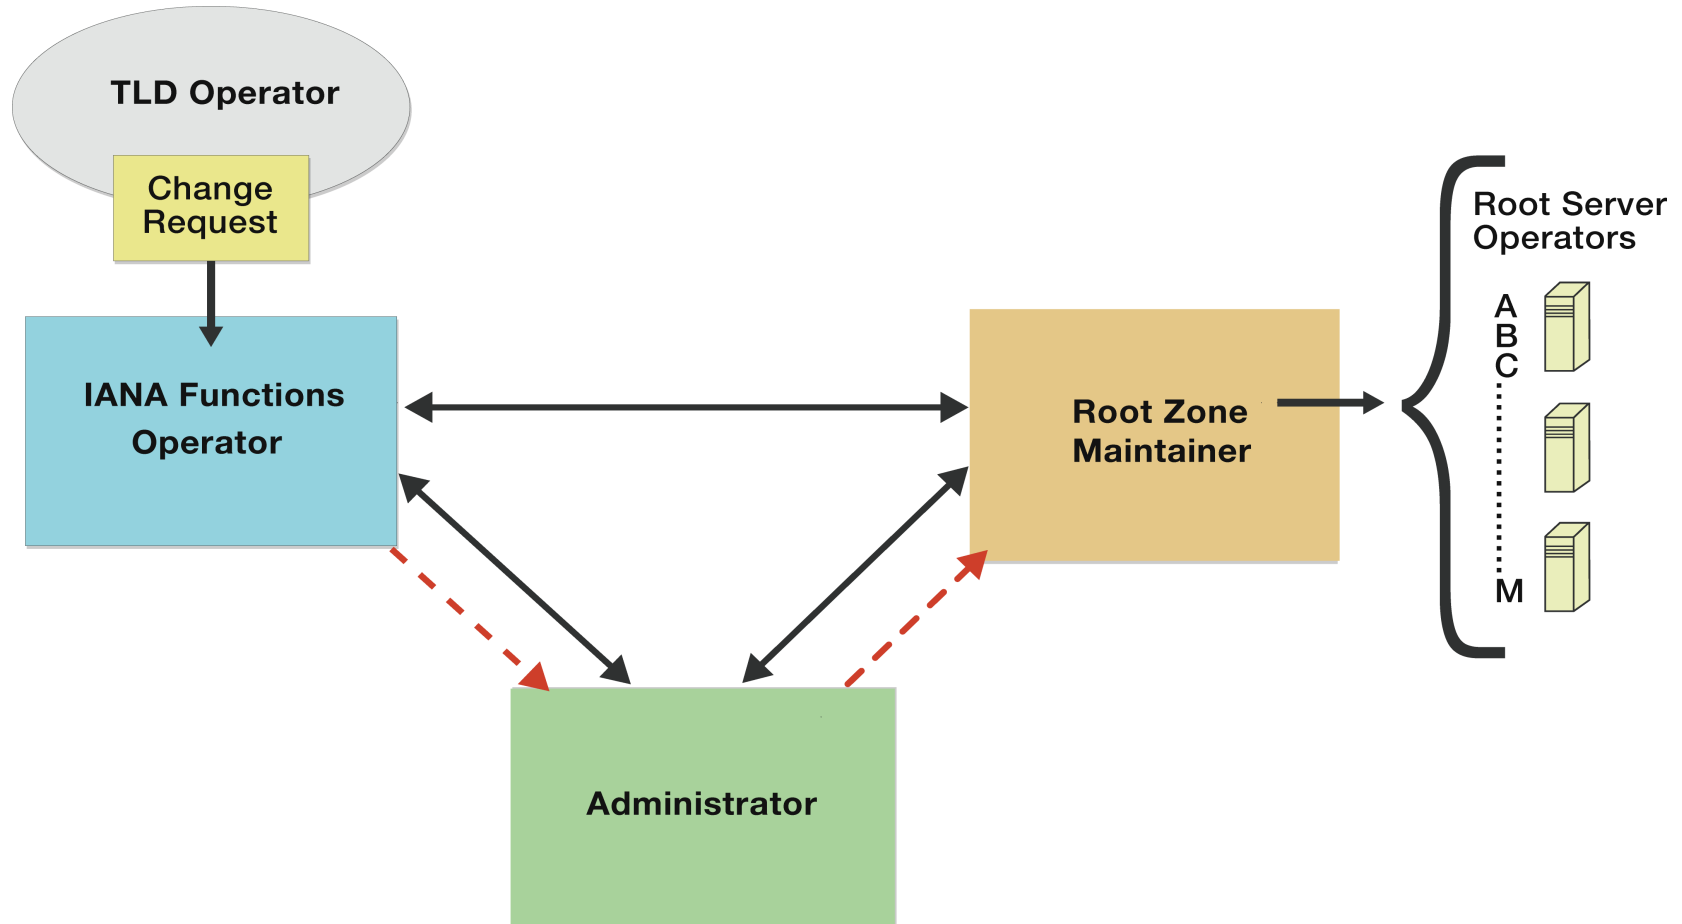 TLD Operator
Change
Request
IANA Functions
Operator
Root Zone
Maintainer
Root Server
Operators
A
B
C
M
Administrator